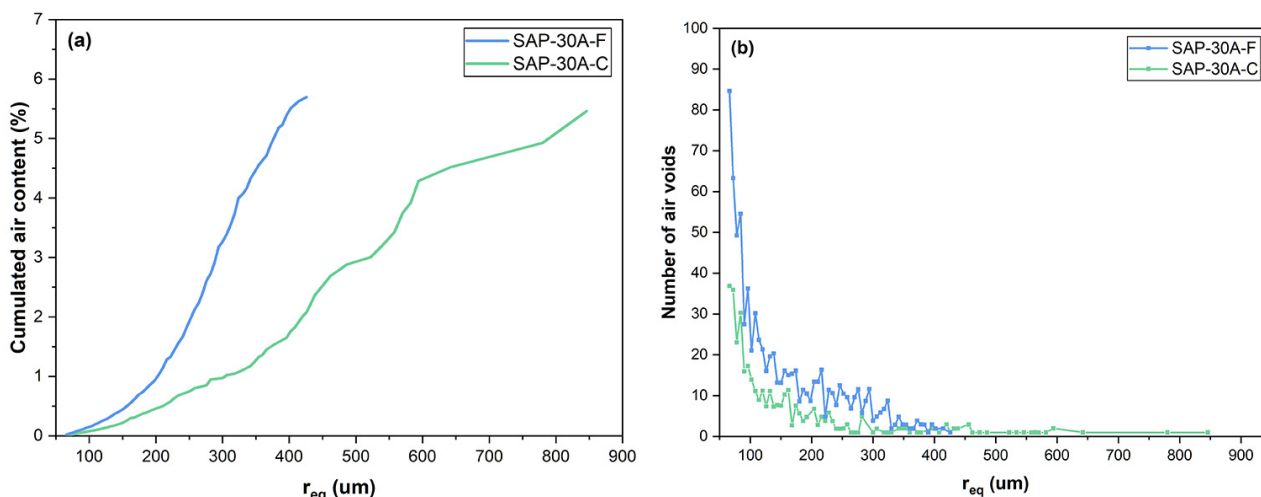 (a)
SAP-30A-F
SAP-30A-C
Cumulated air content (%)
7
6
5
4
3
2
1
0
100 200 300 400 500 600 700 800 900
r_eq (um)
(b)
SAP-30A-F
SAP-30A-C
Number of air voids
100
90
80
70
60
50
40
30
20
10
0
100 200 300 400 500 600 700 800 900
r_eq (um)